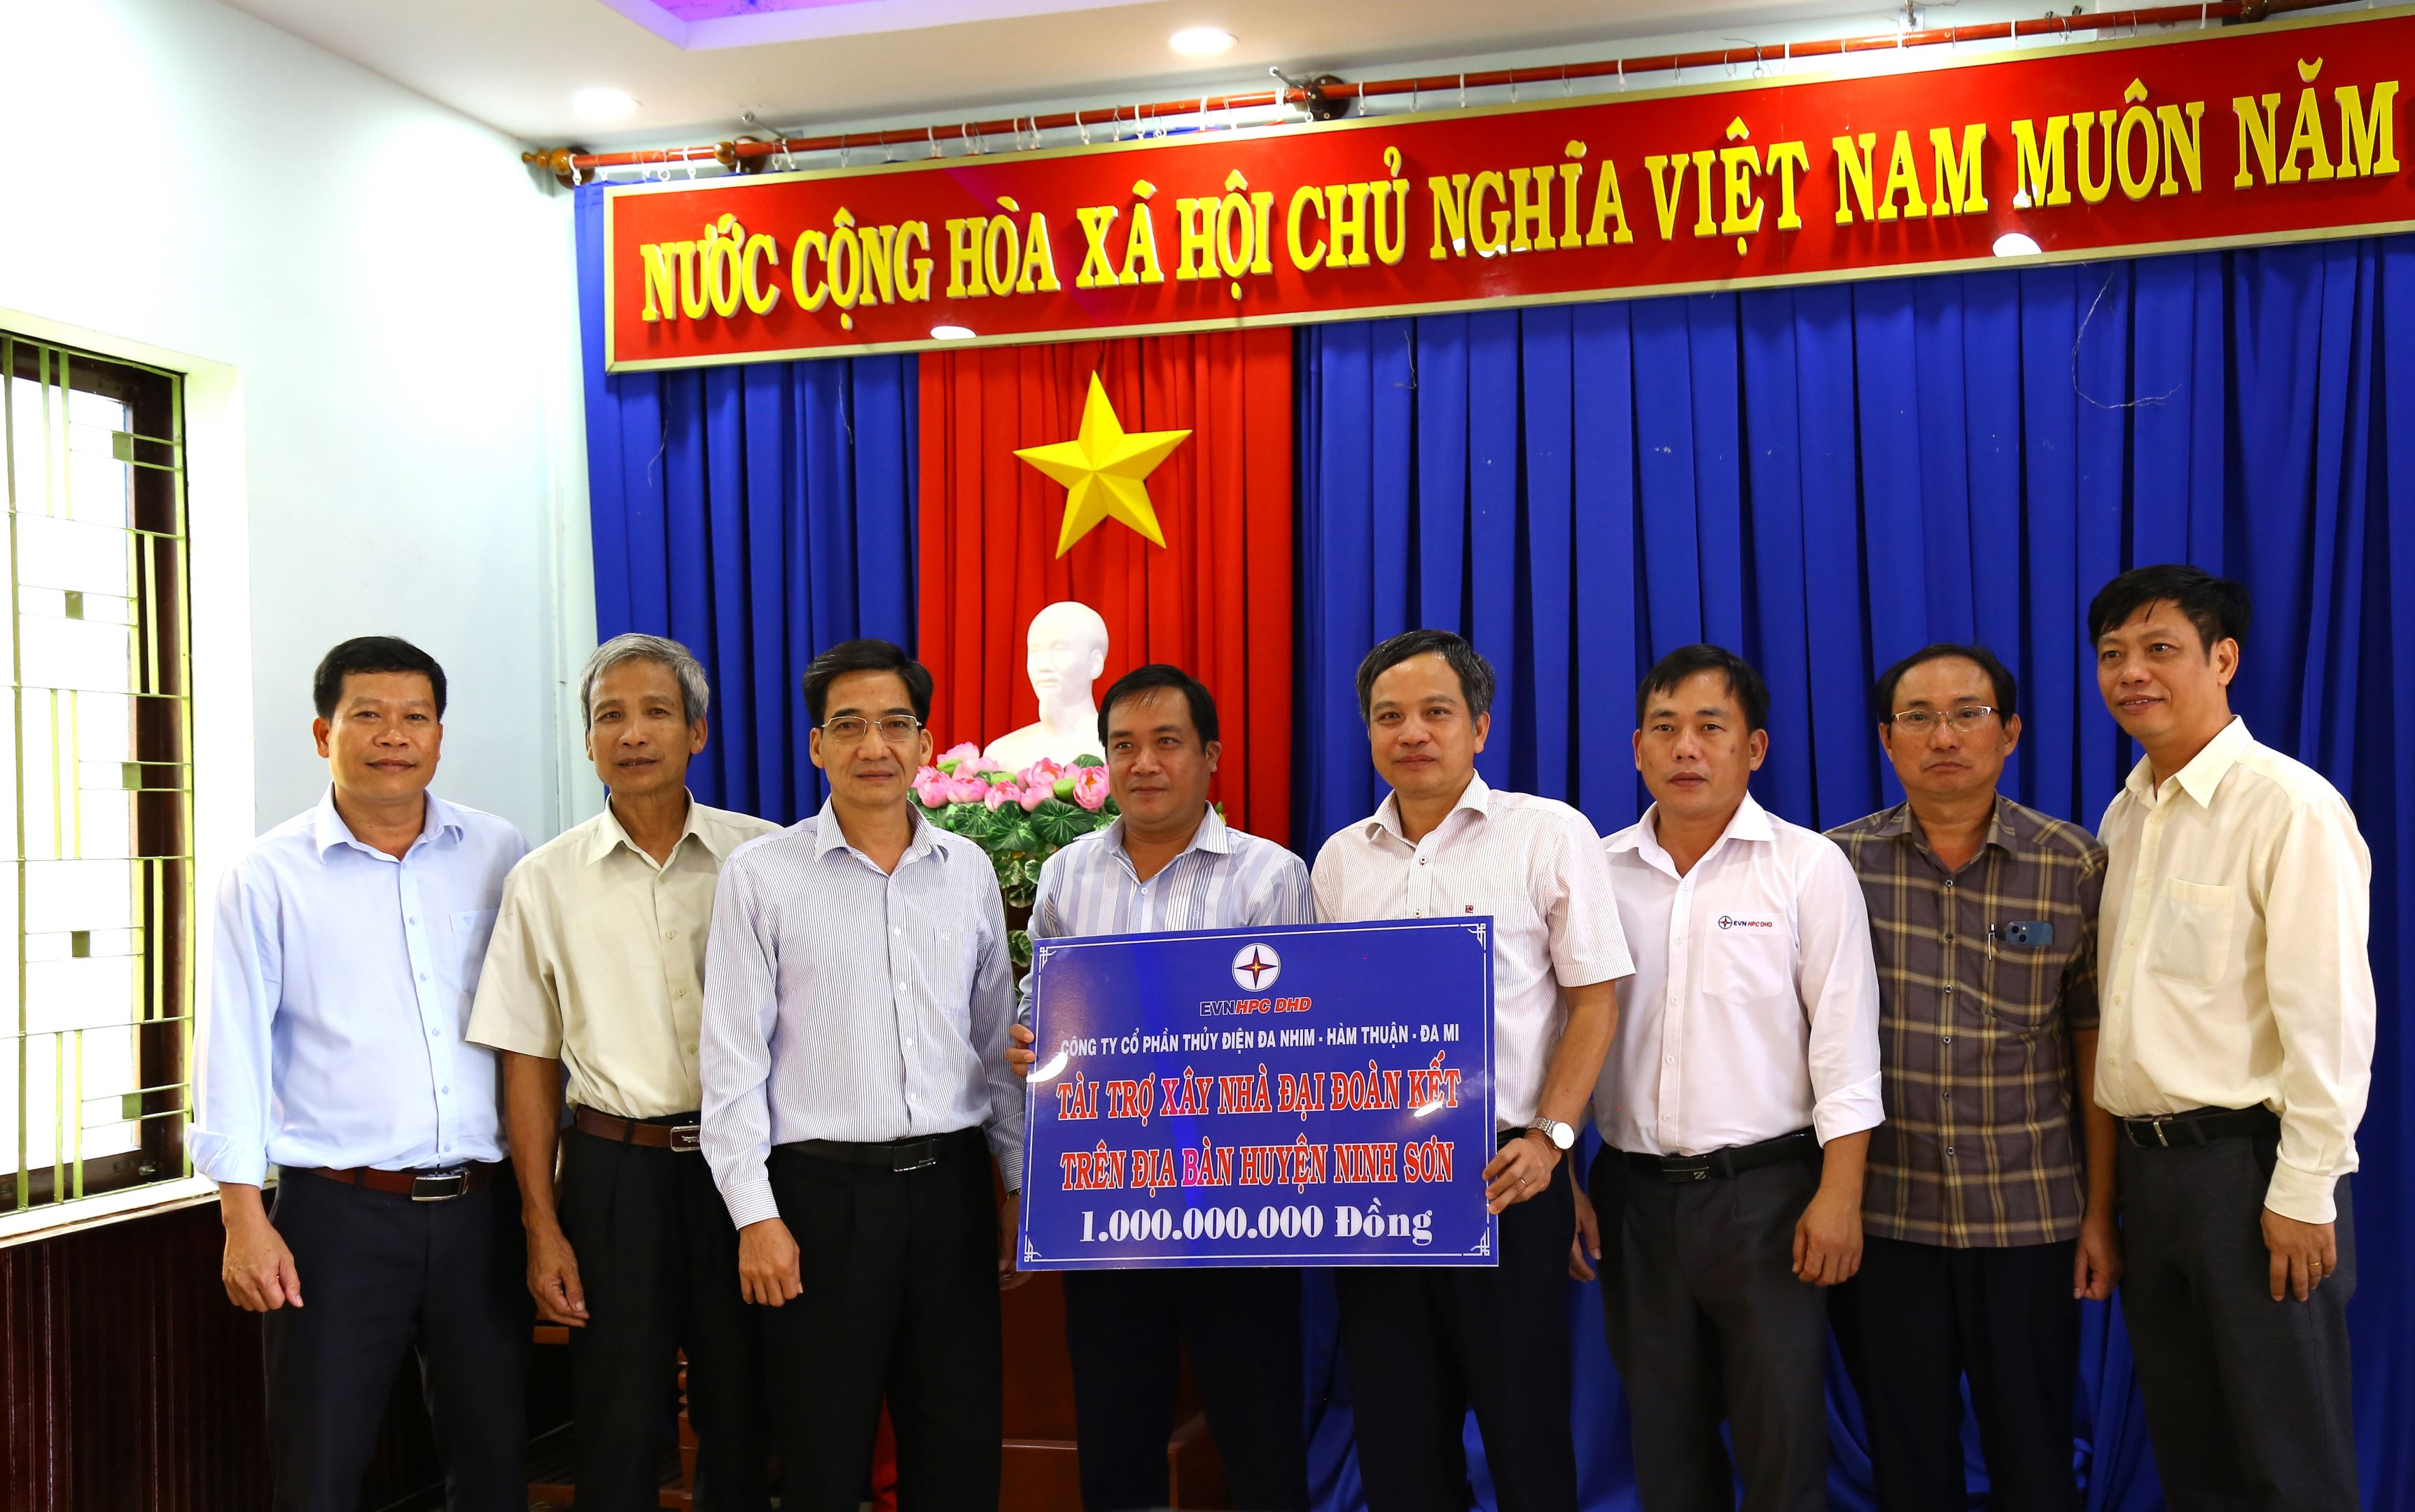 NƯỚC CỘNG HÒA XÃ HỘI CHỦ NGHĨA VIỆT NAM MUÔN NĂM
EVNHPC DHD
CÔNG TY CỔ PHẦN THỦY ĐIỆN ĐA NHIM - HÀM THUẬN - ĐA MI
TÀI TRỢ XÂY NHÀ ĐẠI ĐOÀN KẾT
TRÊN ĐỊA BÀN HUYỆN NINH SƠN
1.000.000.000 Đồng
EVNHPC DHD